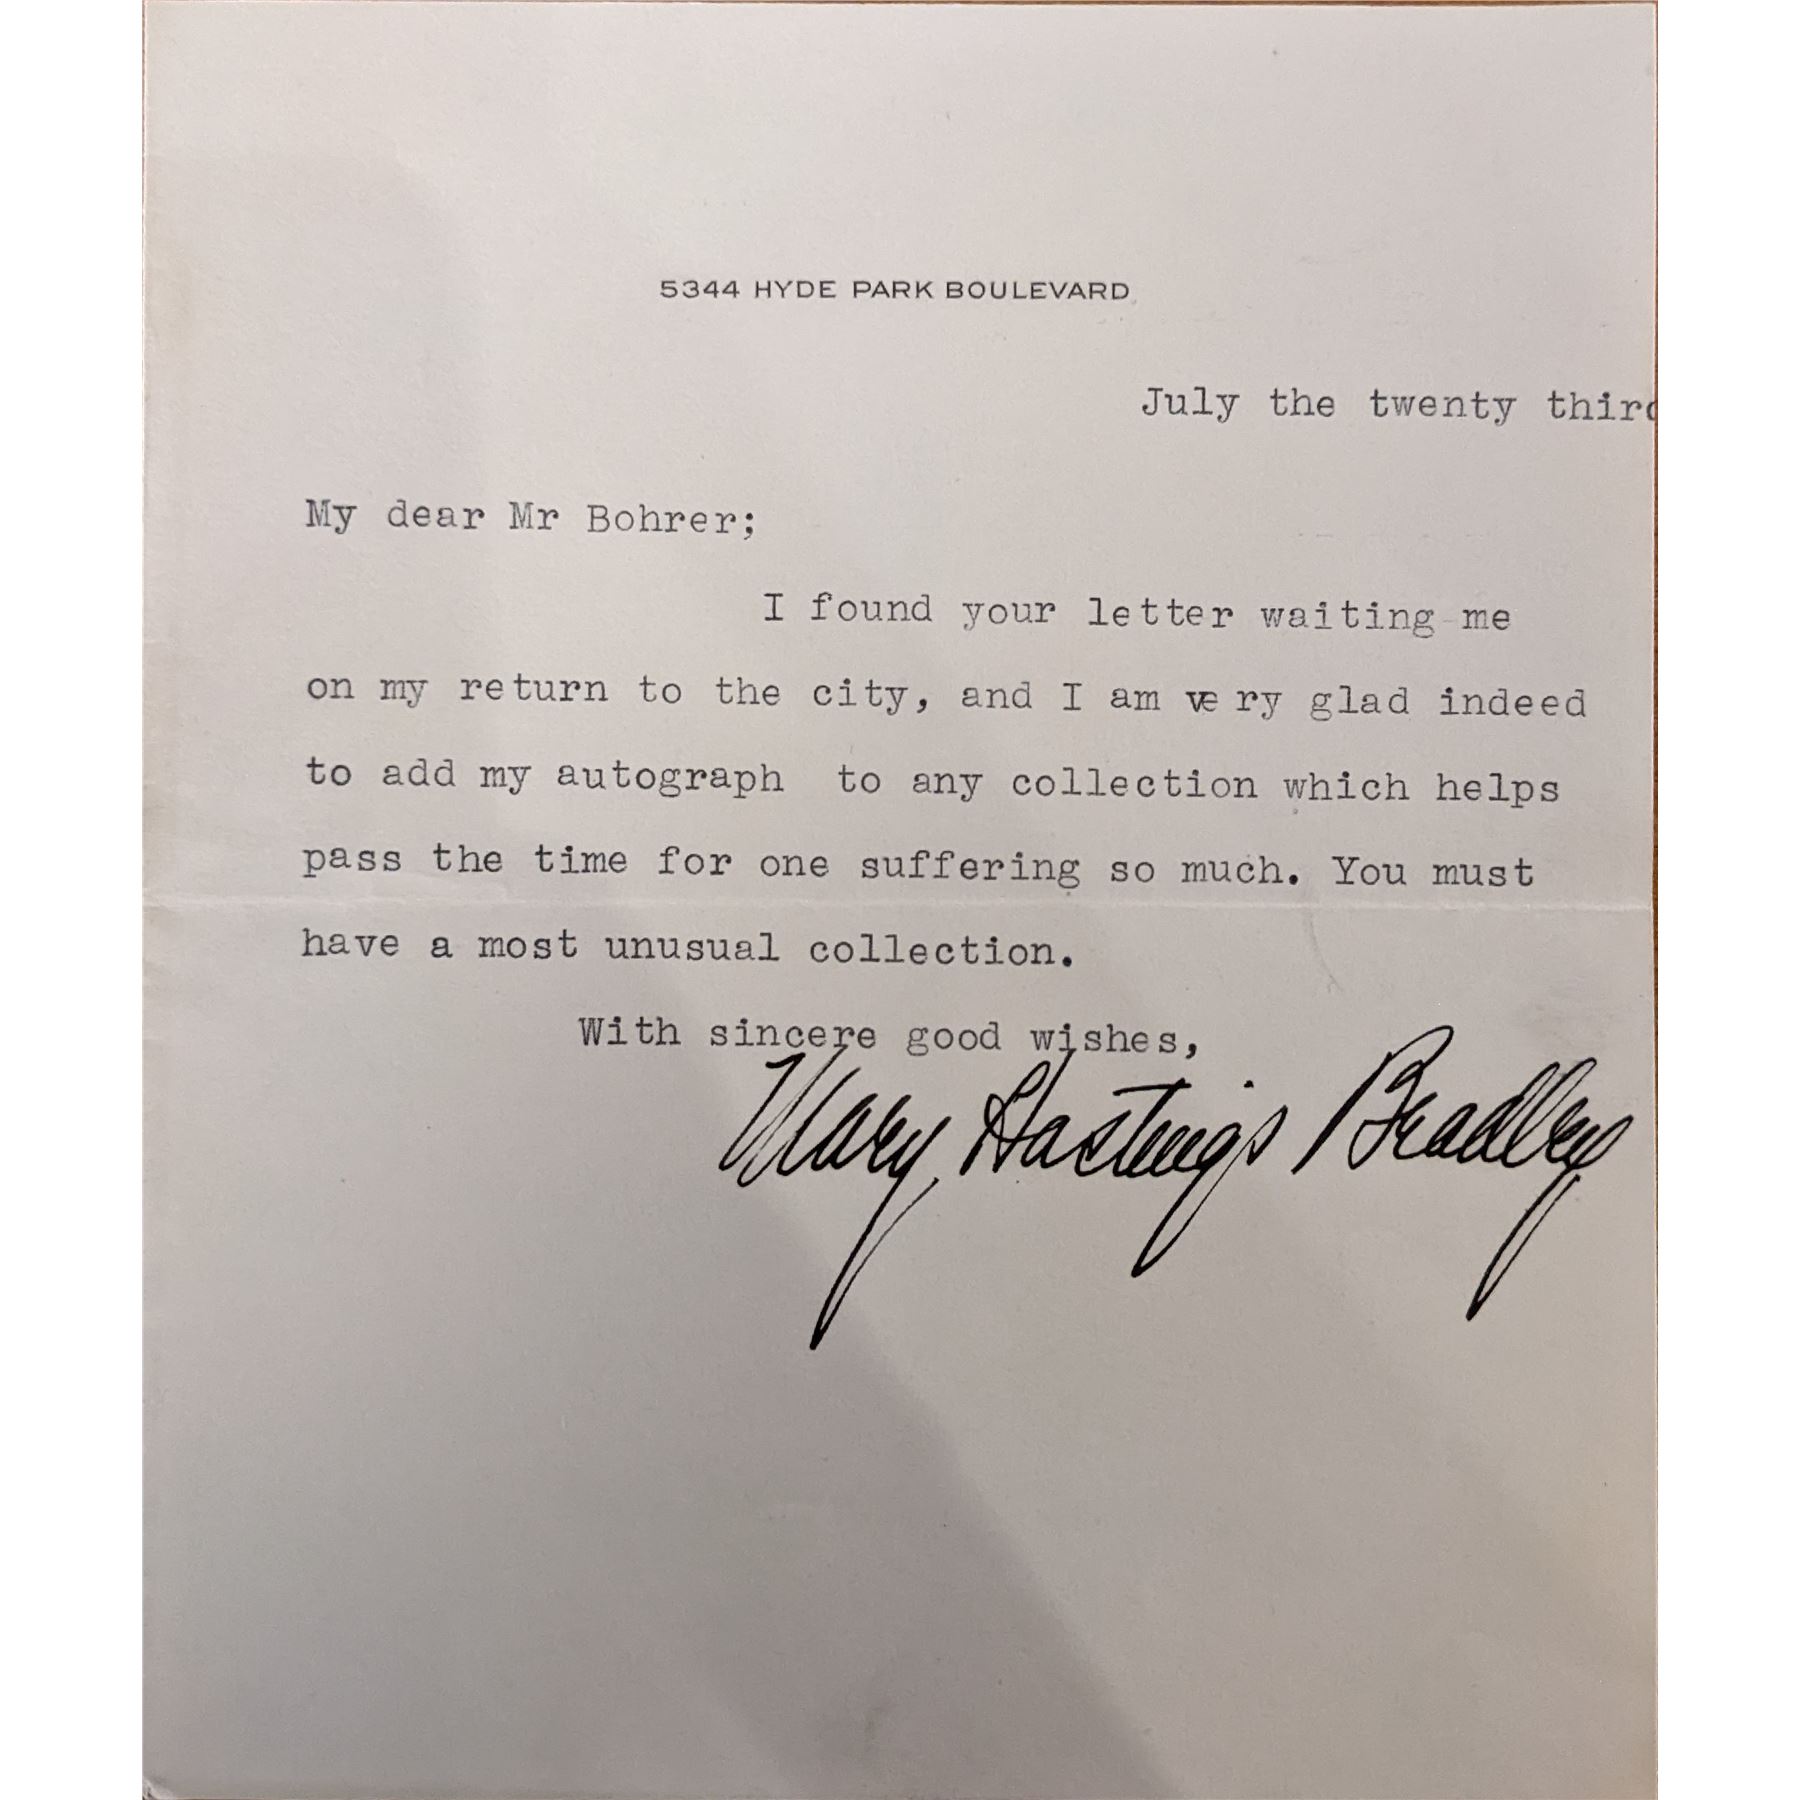 5344 HYDE PARK BOULEVARD
July the twenty third
My dear Mr Bohrer;
I found your letter waiting me
on my return to the city, and I am very glad indeed
to add my autograph to any collection which helps
pass the time for one suffering so much. You must
have a most unusual collection.
With sincere good wishes,
Mary Hastings Bradley